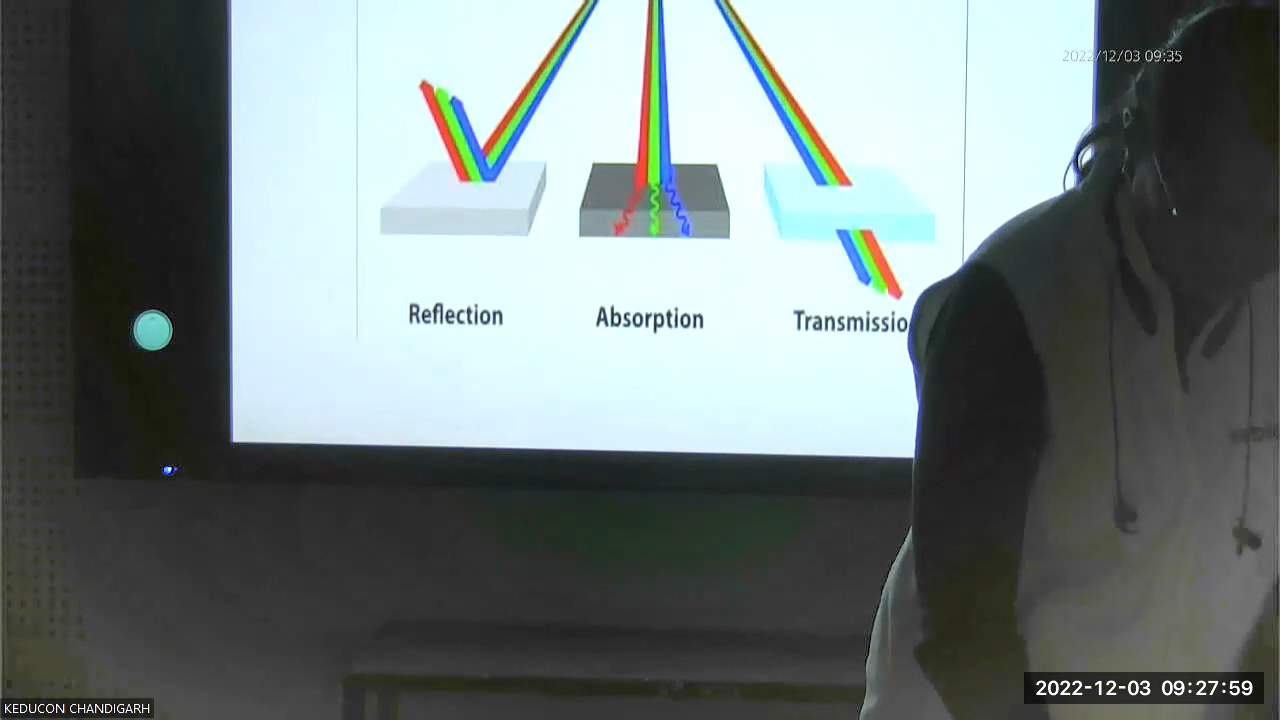 2022/12/03 09:35
Reflection
Absorption
Transmissio
2022-12-03 09:27:59
KEDUCON CHANDIGARH